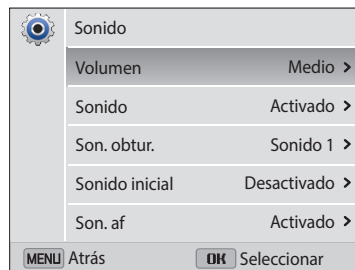 Sonido
Volumen Medio >
Sonido Activado >
Son. obtur. Sonido 1 >
Sonido inicial Desactivado >
Son. af Activado >
MENU Atrás OK Seleccionar